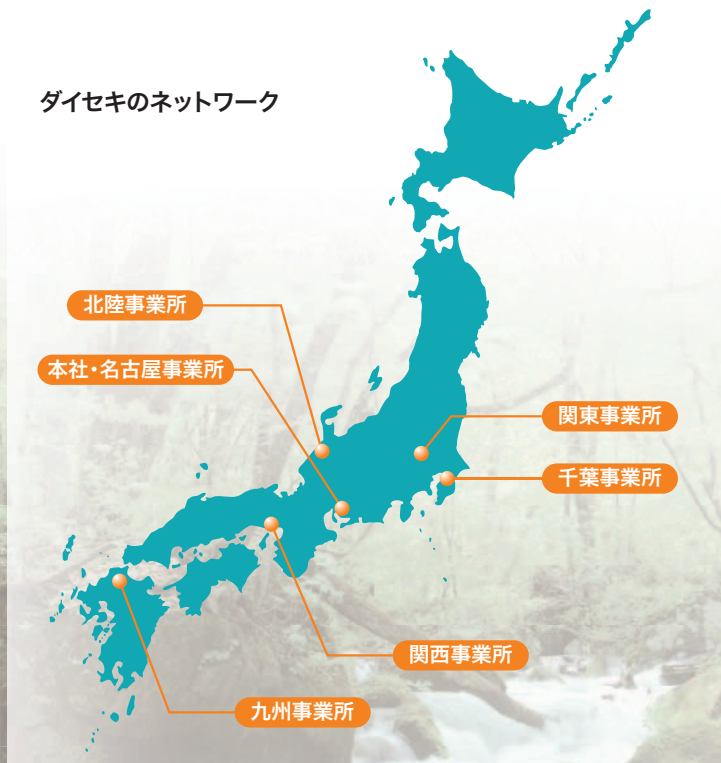 ダイセキのネットワーク
北陸事業所
本社・名古屋事業所
関東事業所
千葉事業所
関西事業所
九州事業所